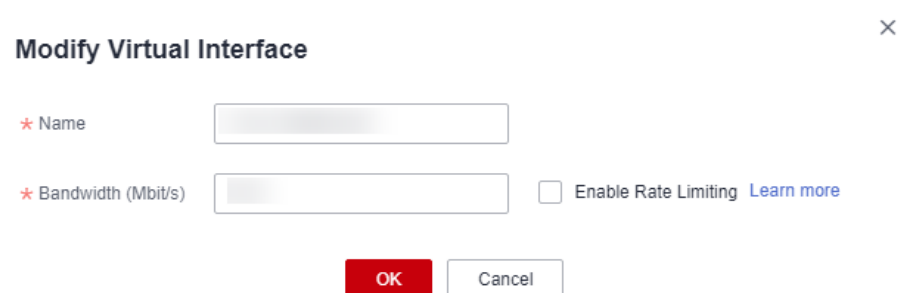 Modify Virtual Interface
* Name
* Bandwidth (Mbit/s) Enable Rate Limiting Learn more
OK Cancel